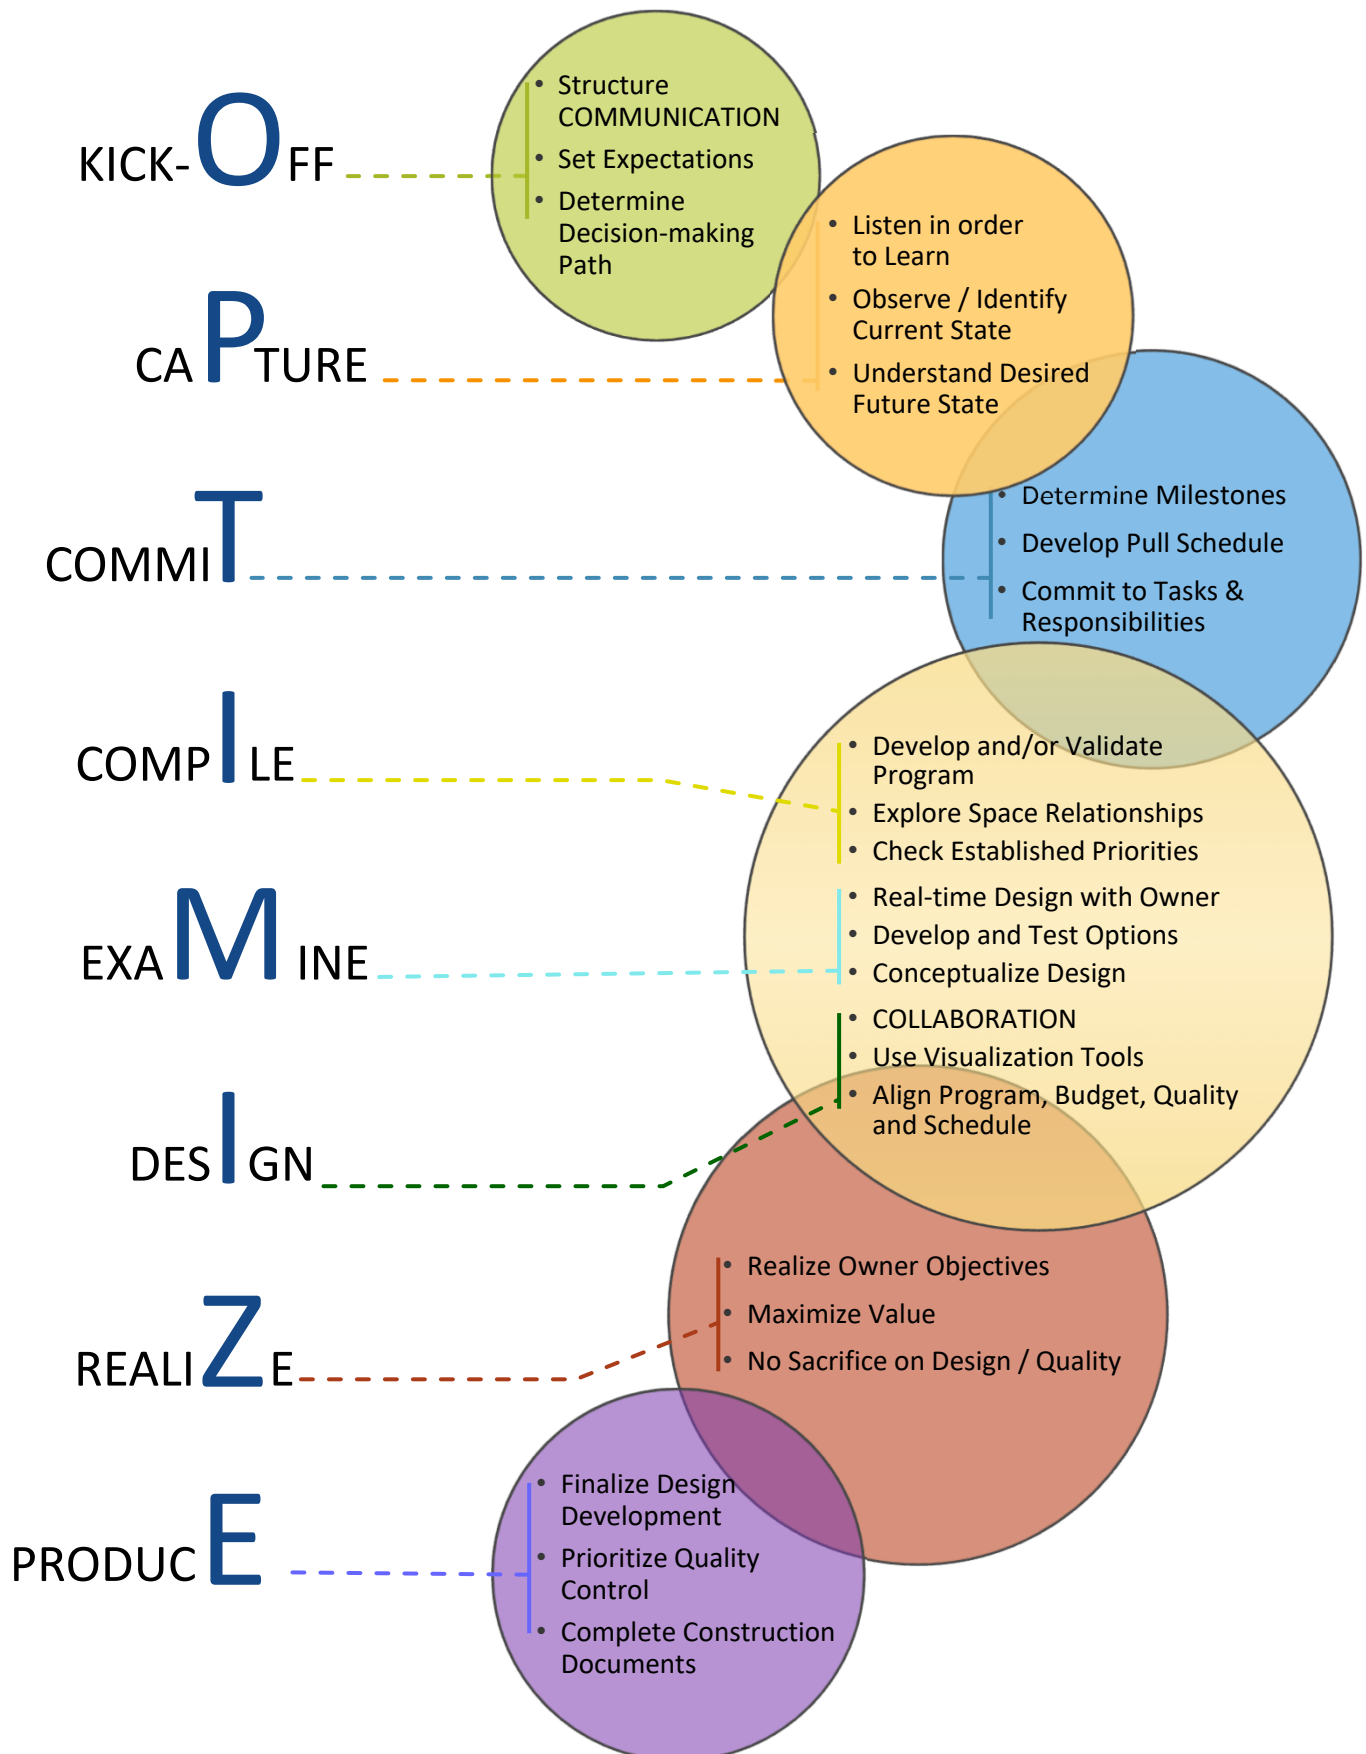 KICK-OFF
• Structure
COMMUNICATION
• Set Expectations
• Determine
Decision-making
Path
CAPTURE
• Listen in order
to Learn
• Observe / Identify
Current State
• Understand Desired
Future State
COMMIT
• Determine Milestones
• Develop Pull Schedule
• Commit to Tasks &
Responsibilities
COMPILE
• Develop and/or Validate
Program
• Explore Space Relationships
• Check Established Priorities
EXAMINE
• Real-time Design with Owner
• Develop and Test Options
• Conceptualize Design
DESIGN
• COLLABORATION
• Use Visualization Tools
• Align Program, Budget, Quality
and Schedule
REALIZE
• Realize Owner Objectives
• Maximize Value
• No Sacrifice on Design / Quality
PRODUCE
• Finalize Design
Development
• Prioritize Quality
Control
• Complete Construction
Documents